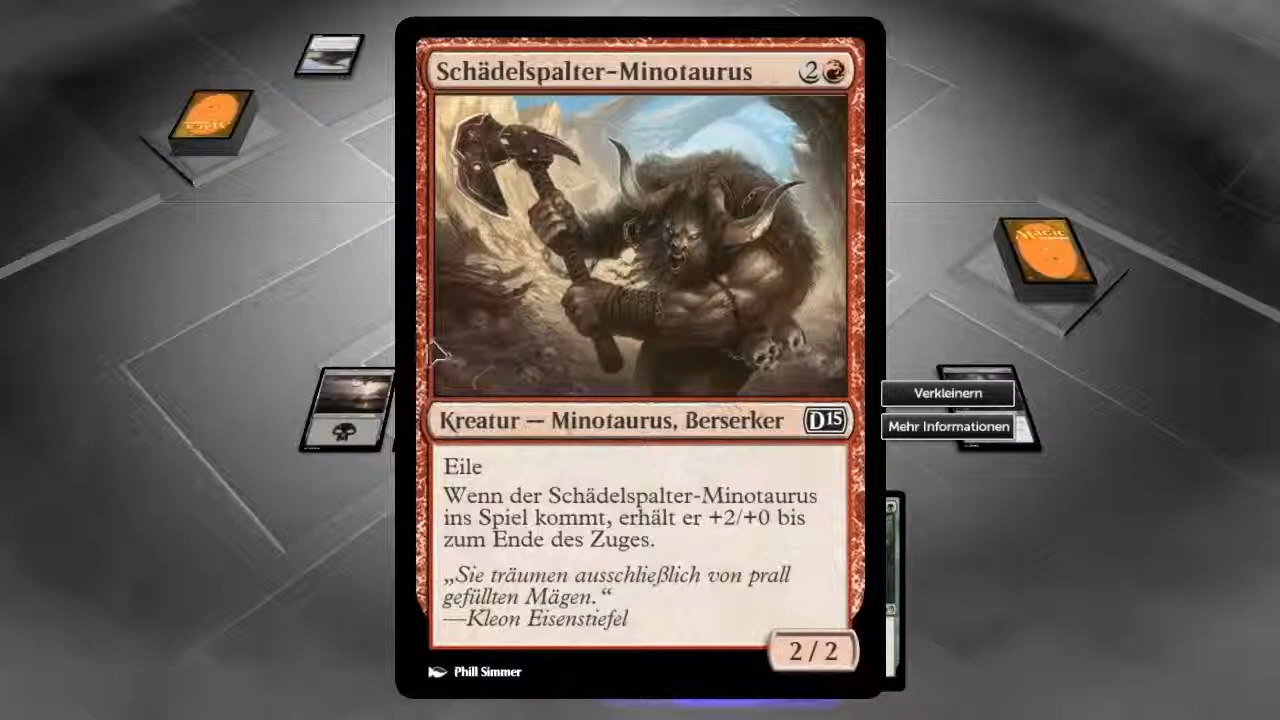 Schädelspalter-Minotaurus 2
Kreatur — Minotaurus, Berserker D15
Eile
Wenn der Schädelspalter-Minotaurus
ins Spiel kommt, erhält er +2/+0 bis
zum Ende des Zuges.
„Sie träumen ausschließlich von prall
gefüllten Mägen.“
—Kleon Eisenstiefel
2 / 2
Phill Simmer
Magic
Verkleinern
Mehr Informationen